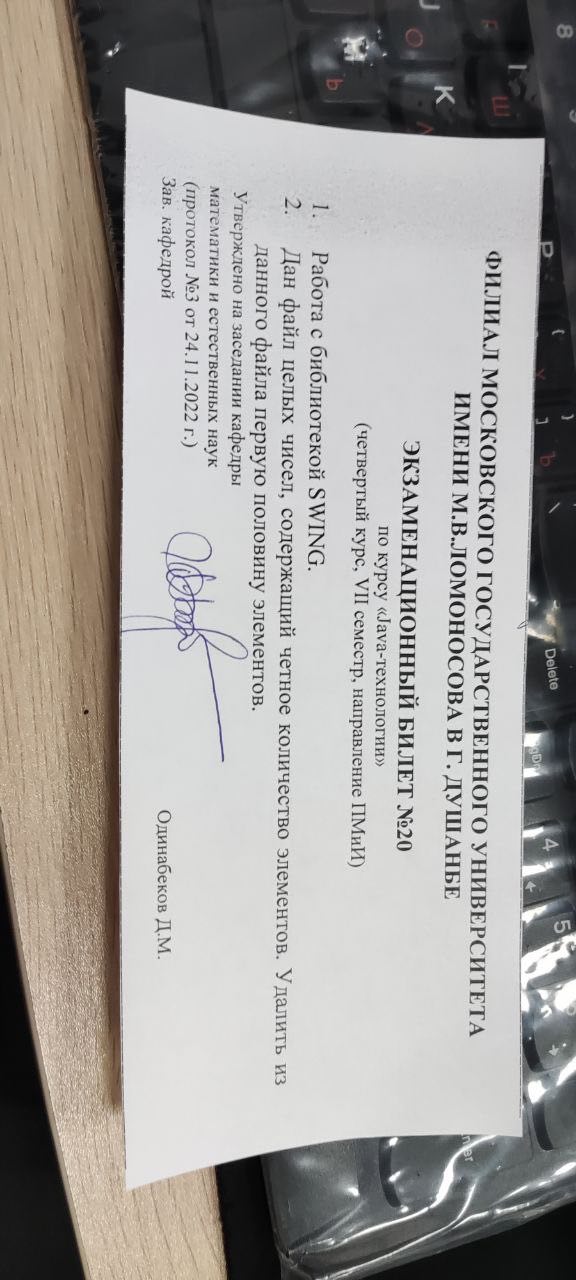 ФИЛИАЛ МОСКОВСКОГО ГОСУДАРСТВЕННОГО УНИВЕРСИТЕТА
ИМЕНИ М.В.ЛОМОНОСОВА В Г. ДУШАНБЕ
ЭКЗАМЕНАЦИОННЫЙ БИЛЕТ №20
по курсу «Java-технологии»
(четвертый курс, VII семестр, направление ПМиИ)
1. Работа с библиотекой SWING.
2. Дан файл целых чисел, содержащий четное количество элементов. Удалить из
данного файла первую половину элементов.
Утверждено на заседании кафедры
математики и естественных наук
(протокол №3 от 24.11.2022 г.)
Зав. кафедрой
Одинабеков Д.М.
Delete
8
K
Ш
О
Л
Ь
P
Ъ
4
5